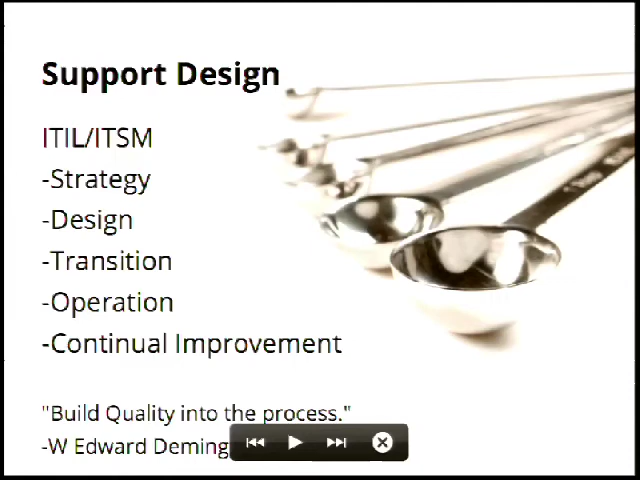 Support Design
ITIL/ITSM
-Strategy
-Design
-Transition
-Operation
-Continual Improvement
"Build Quality into the process."
-W Edward Deming